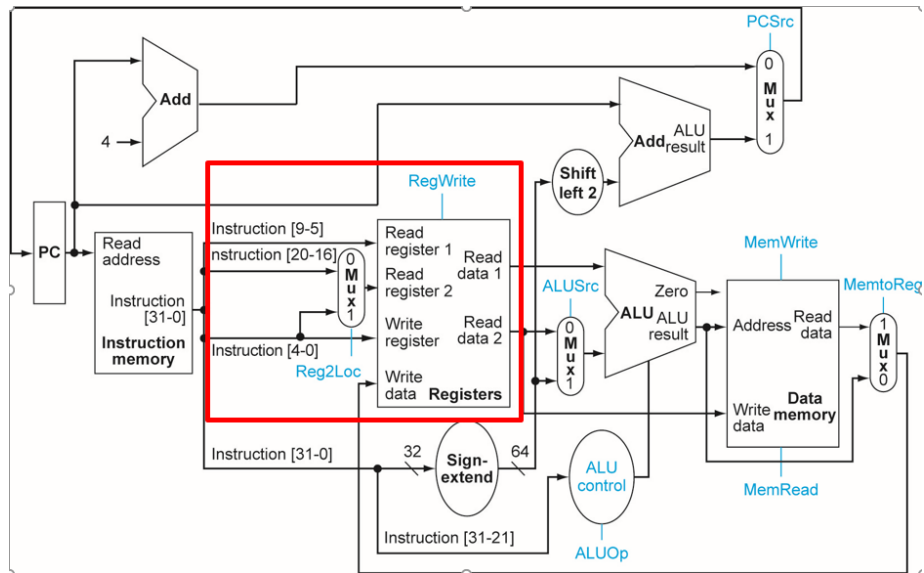 PCSrc
0
Mux
1
Add
4
Add
ALU
result
Shift
left 2
RegWrite
PC
Read
address
Instruction
[31-0]
Instruction
memory
Instruction [9-5]
nstruction [20-16]
Instruction [4-0]
0
Mux
1
Reg2Loc
Read
register 1
Read
register 2
Write
register
Write
data
Read
data 1
Read
data 2
Registers
ALUSrc
0
Mux
1
Zero
ALU
ALU
result
MemWrite
Address
Read
data
Write
data
Data
memory
MemRead
MemtoReg
1
Mux
0
Instruction [31-0]
32
Sign-
extend
64
ALU
control
Instruction [31-21]
ALUOp